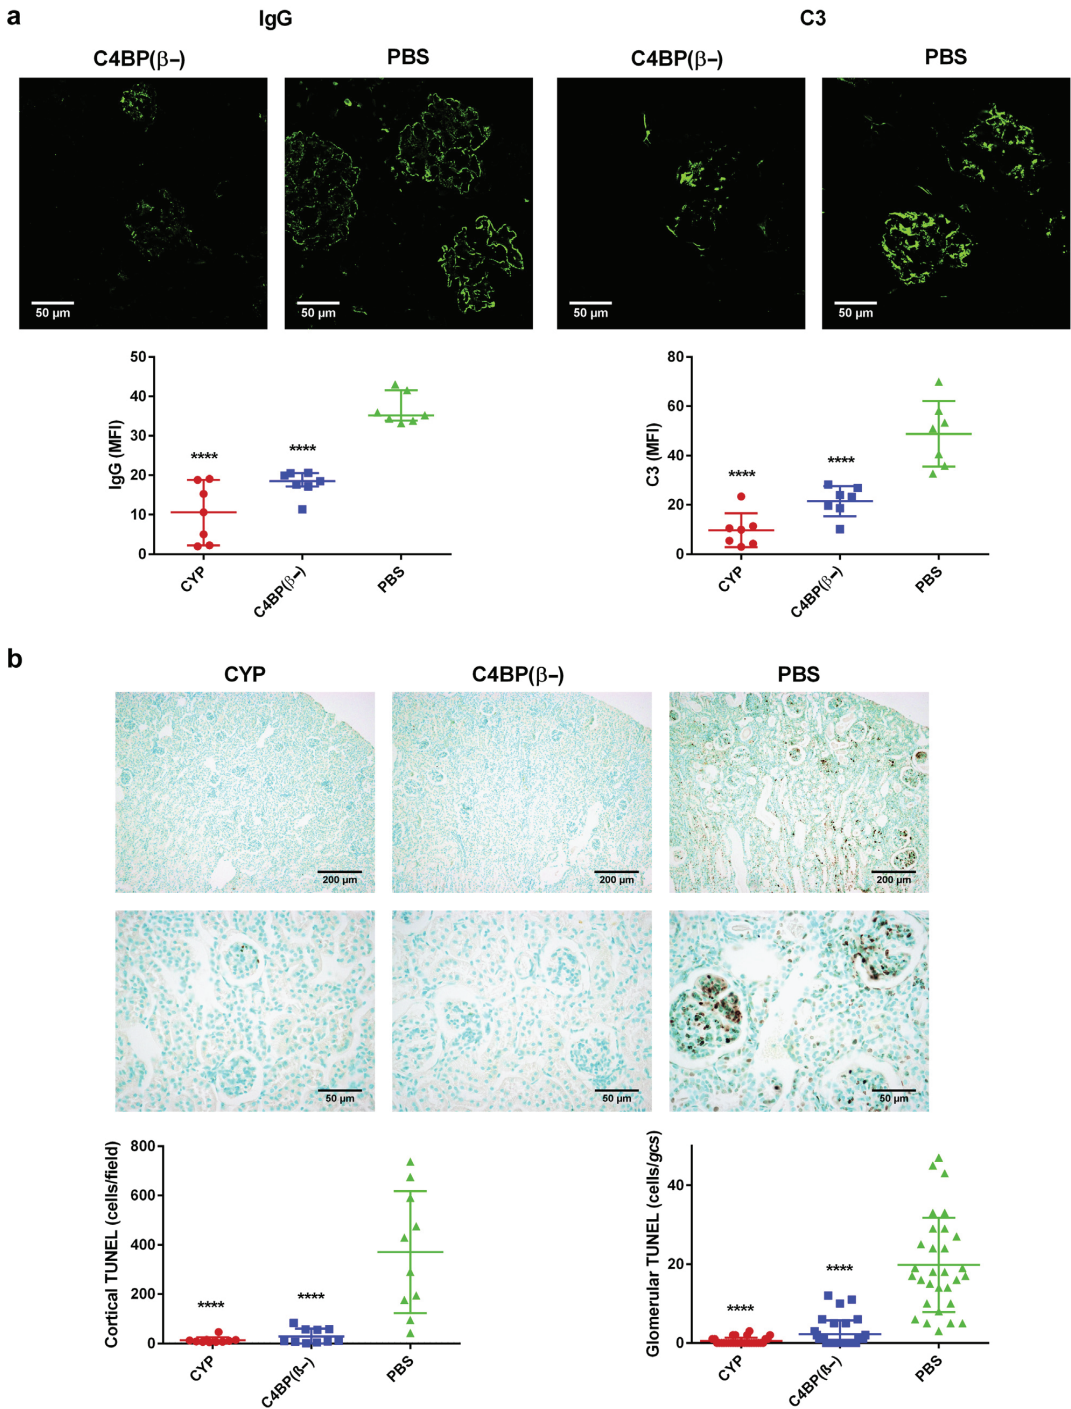 a
IgG
C3
C4BP(β−)
PBS
C4BP(β−)
PBS
50 µm
50 µm
50 µm
50 µm
IgG (MFI)
50
40
30
20
10
0
****
****
CYP
C4BP(β−)
PBS
C3 (MFI)
80
60
40
20
0
****
****
CYP
C4BP(β−)
PBS
b
CYP
C4BP(β−)
PBS
200 µm
200 µm
200 µm
50 µm
50 µm
50 µm
Cortical TUNEL (cells/field)
800
600
400
200
0
****
****
CYP
C4BP(ß−)
PBS
Glomerular TUNEL (cells/gcs)
40
20
0
****
****
CYP
C4BP(ß−)
PBS